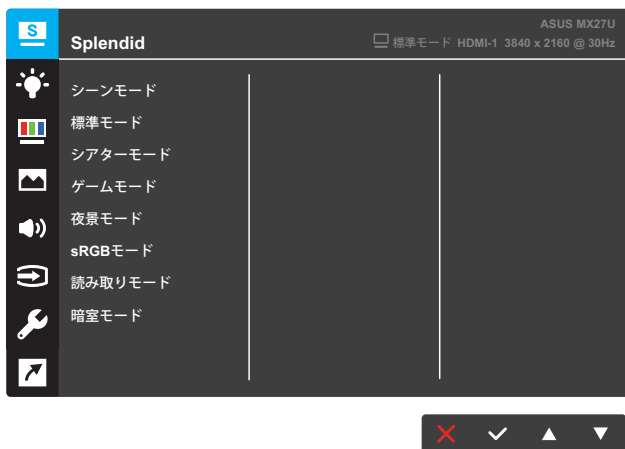 S
ASUS MX27U
Splendid
標準モード HDMI-1 3840 x 2160 @ 30Hz
シーンモード
標準モード
シアターモード
ゲームモード
夜景モード
sRGBモード
読み取りモード
暗室モード